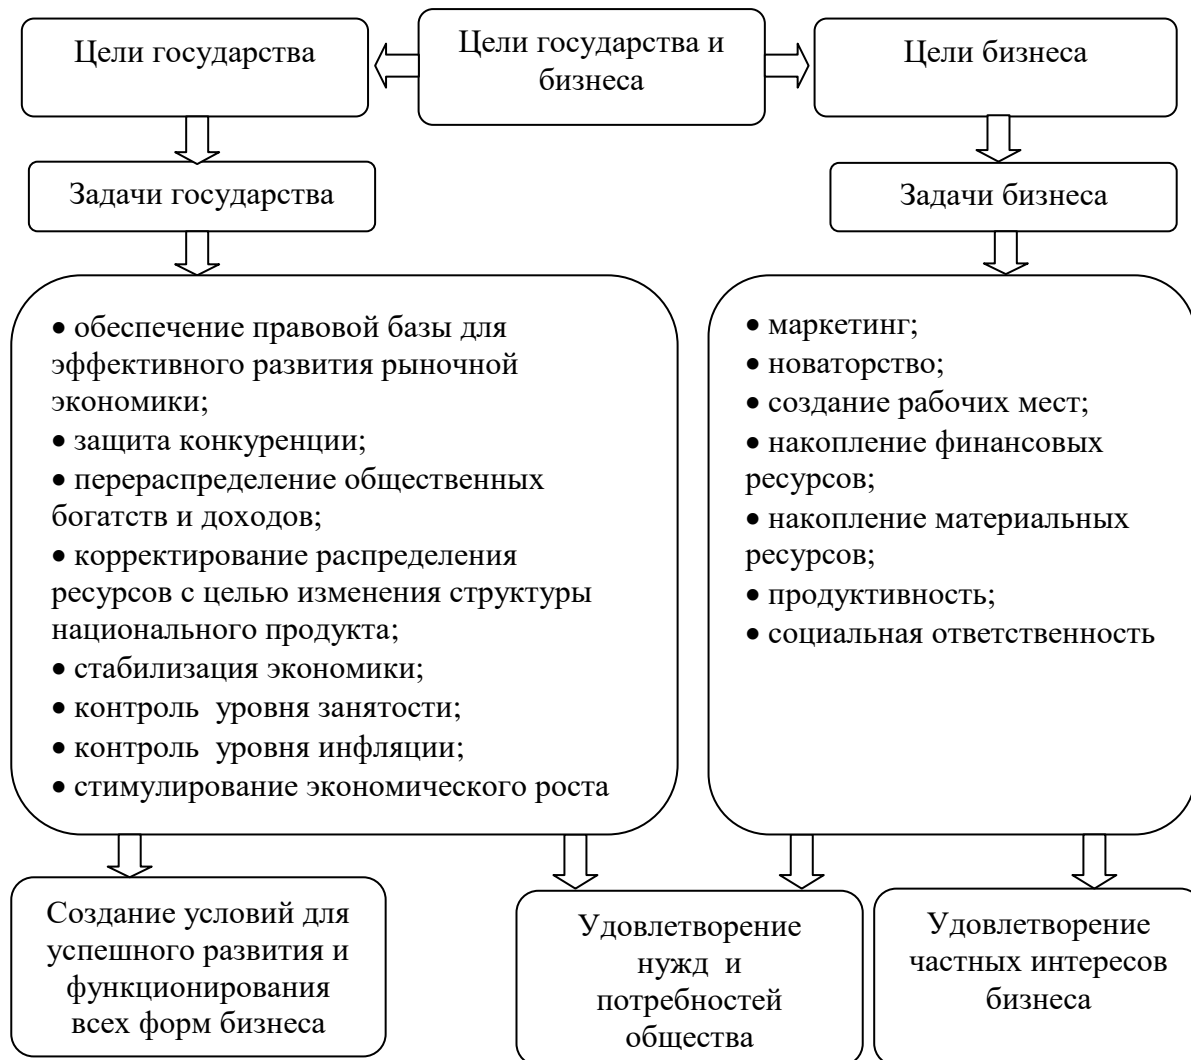 Цели государства
Цели государства и
бизнеса
Цели бизнеса
Задачи государства
Задачи бизнеса
• обеспечение правовой базы для
эффективного развития рыночной
экономики;
• защита конкуренции;
• перераспределение общественных
богатств и доходов;
• корректирование распределения
ресурсов с целью изменения структуры
национального продукта;
• стабилизация экономики;
• контроль  уровня занятости;
• контроль  уровня инфляции;
• стимулирование экономического роста
• маркетинг;
• новаторство;
• создание рабочих мест;
• накопление финансовых
ресурсов;
• накопление материальных
ресурсов;
• продуктивность;
• социальная ответственность
Создание условий для
успешного развития и
функционирования
всех форм бизнеса
Удовлетворение
нужд  и
потребностей
общества
Удовлетворение
частных интересов
бизнеса